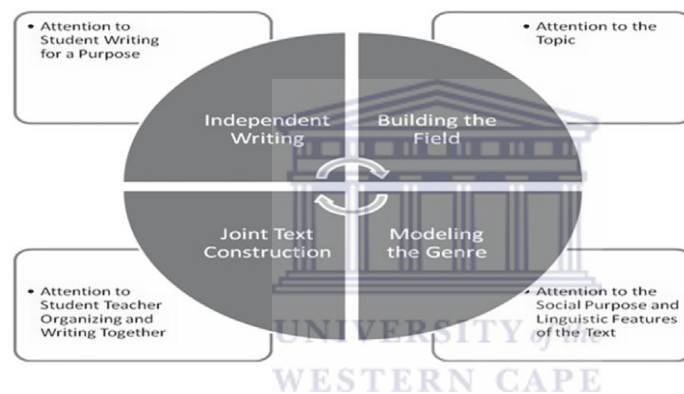 • Attention to
Student Writing
for a Purpose
• Attention to the
Topic
Independent
Writing
Building the
Field
Joint Text
Construction
Modeling
the Genre
• Attention to
Student Teacher
Organizing and
Writing Together
• Attention to the
Social Purpose and
Linguistic Features
of the Text
UNIVERSITY of the
WESTERN CAPE